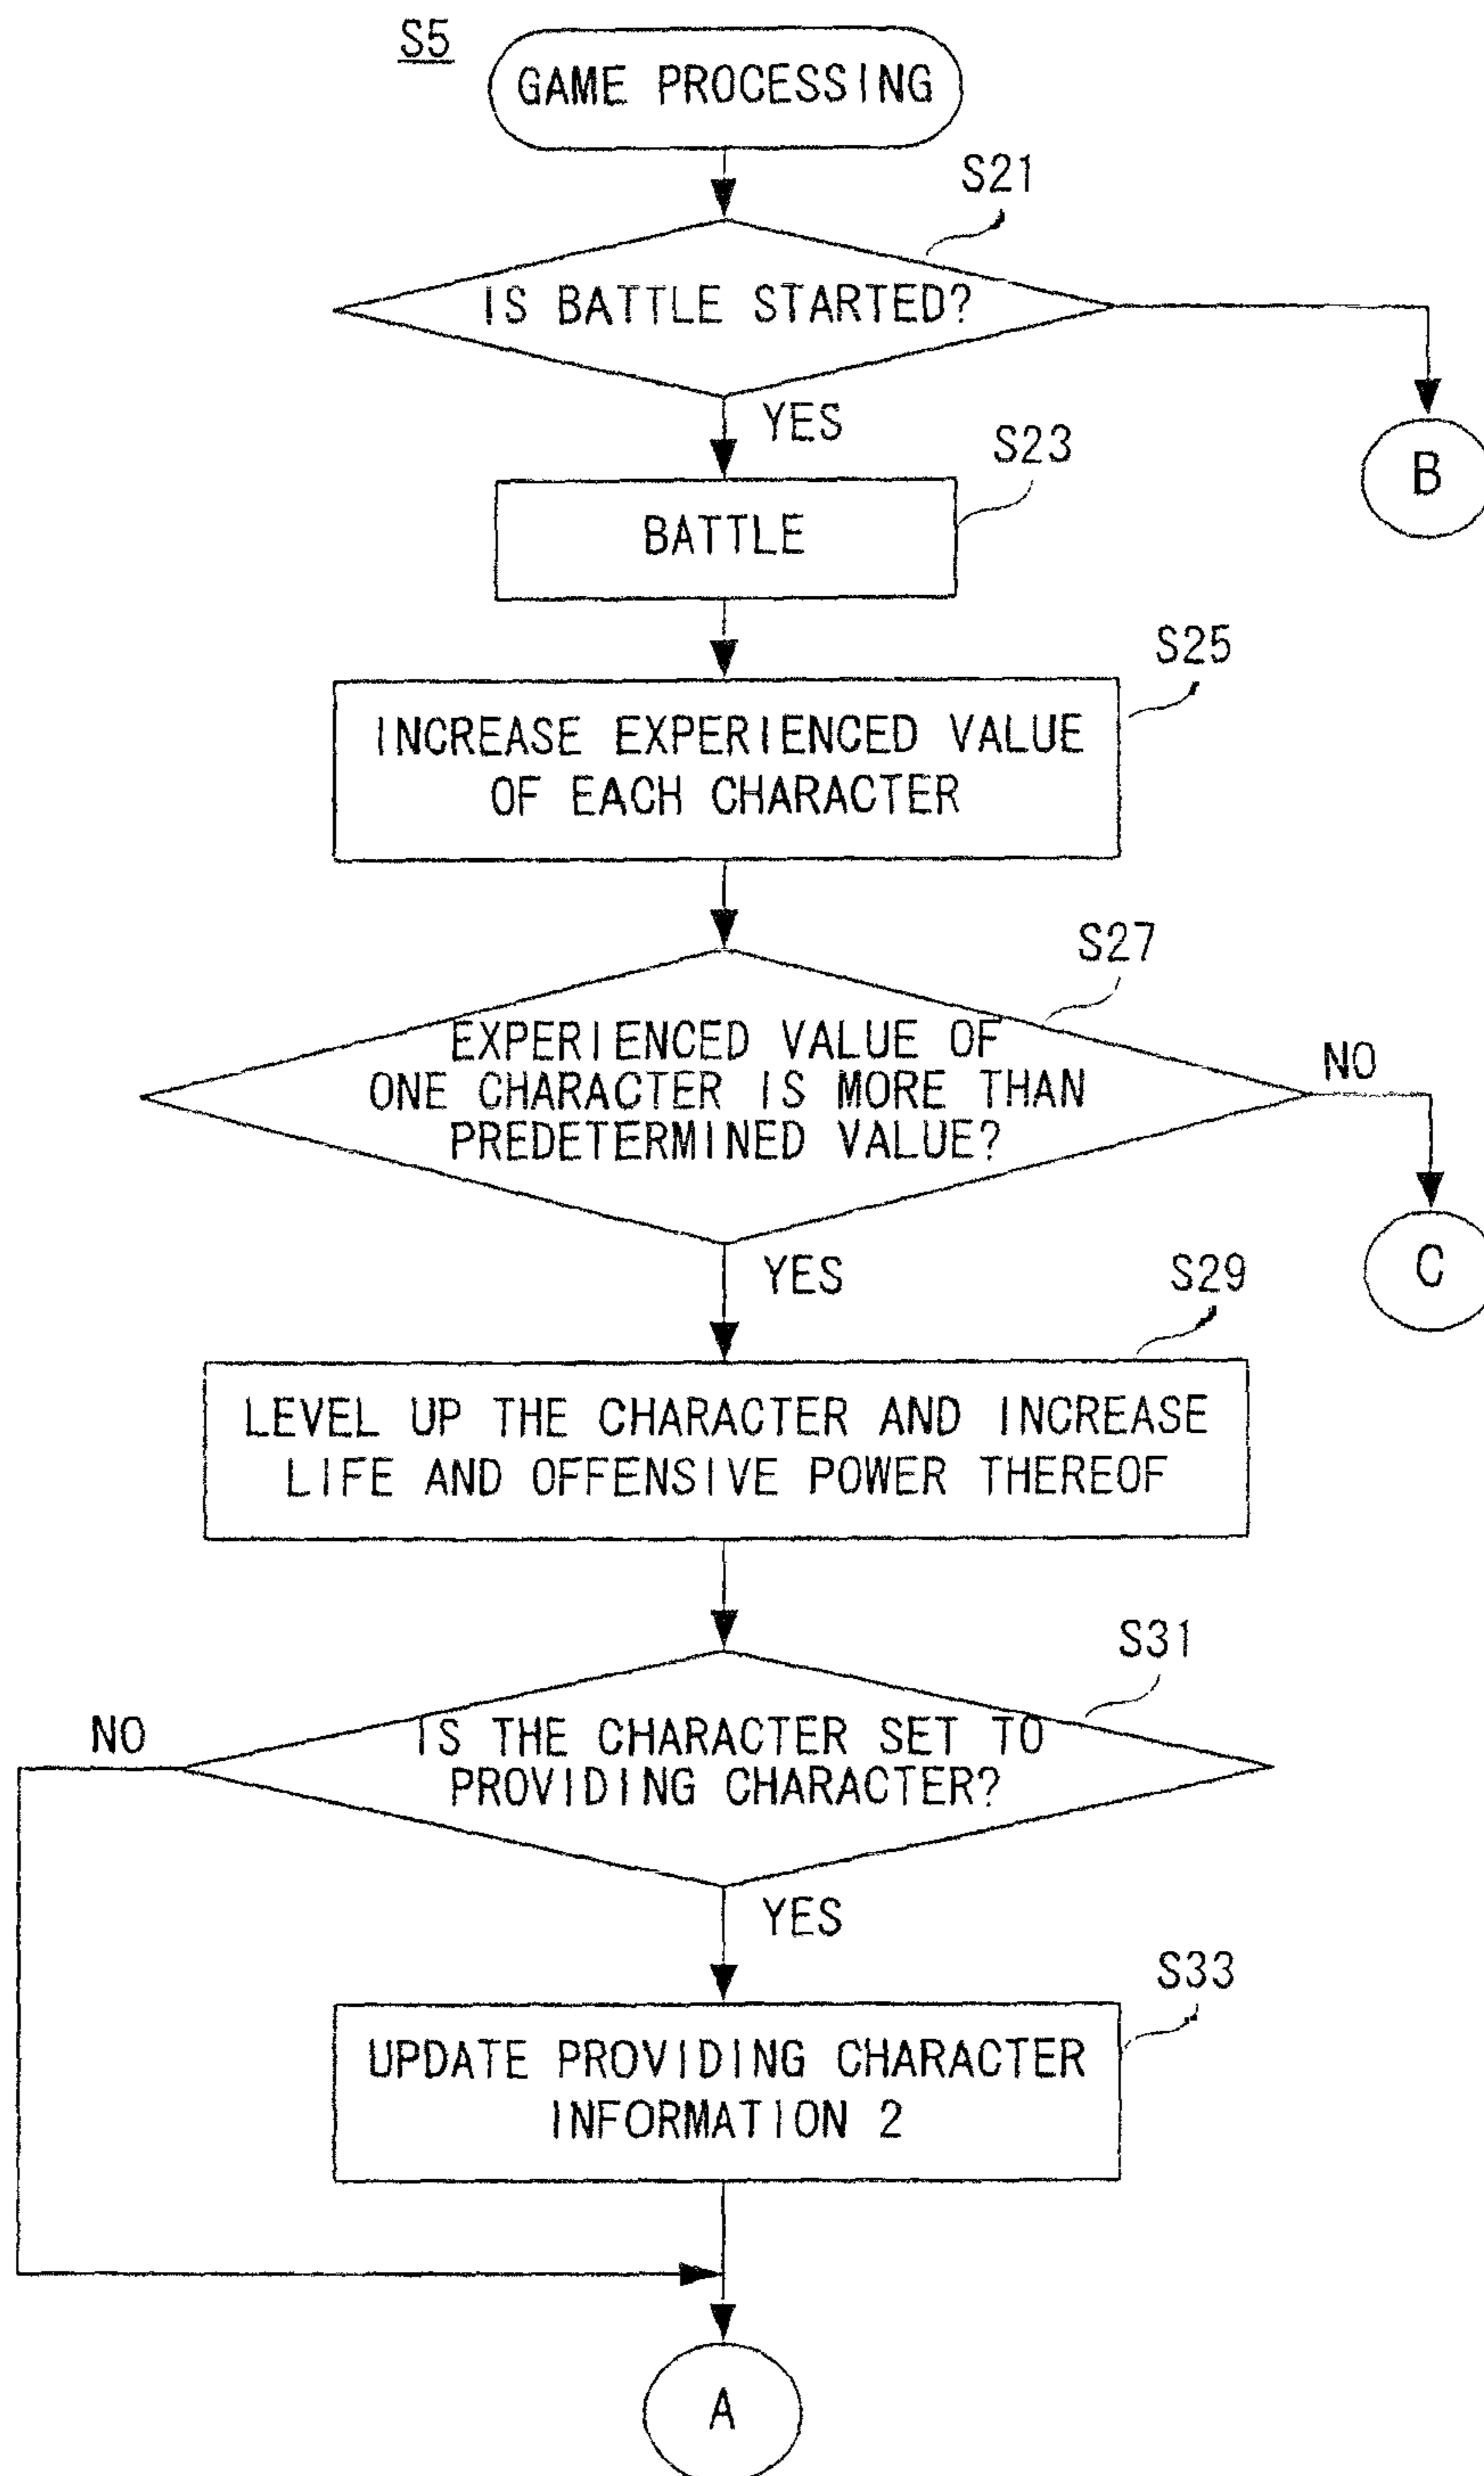 S5
GAME PROCESSING
S21
IS BATTLE STARTED?
YES
B
S23
BATTLE
S25
INCREASE EXPERIENCED VALUE
OF EACH CHARACTER
S27
EXPERIENCED VALUE OF
ONE CHARACTER IS MORE THAN
PREDETERMINED VALUE?
NO
C
YES
S29
LEVEL UP THE CHARACTER AND INCREASE
LIFE AND OFFENSIVE POWER THEREOF
S31
NO
IS THE CHARACTER SET TO
PROVIDING CHARACTER?
YES
S33
UPDATE PROVIDING CHARACTER
INFORMATION 2
A